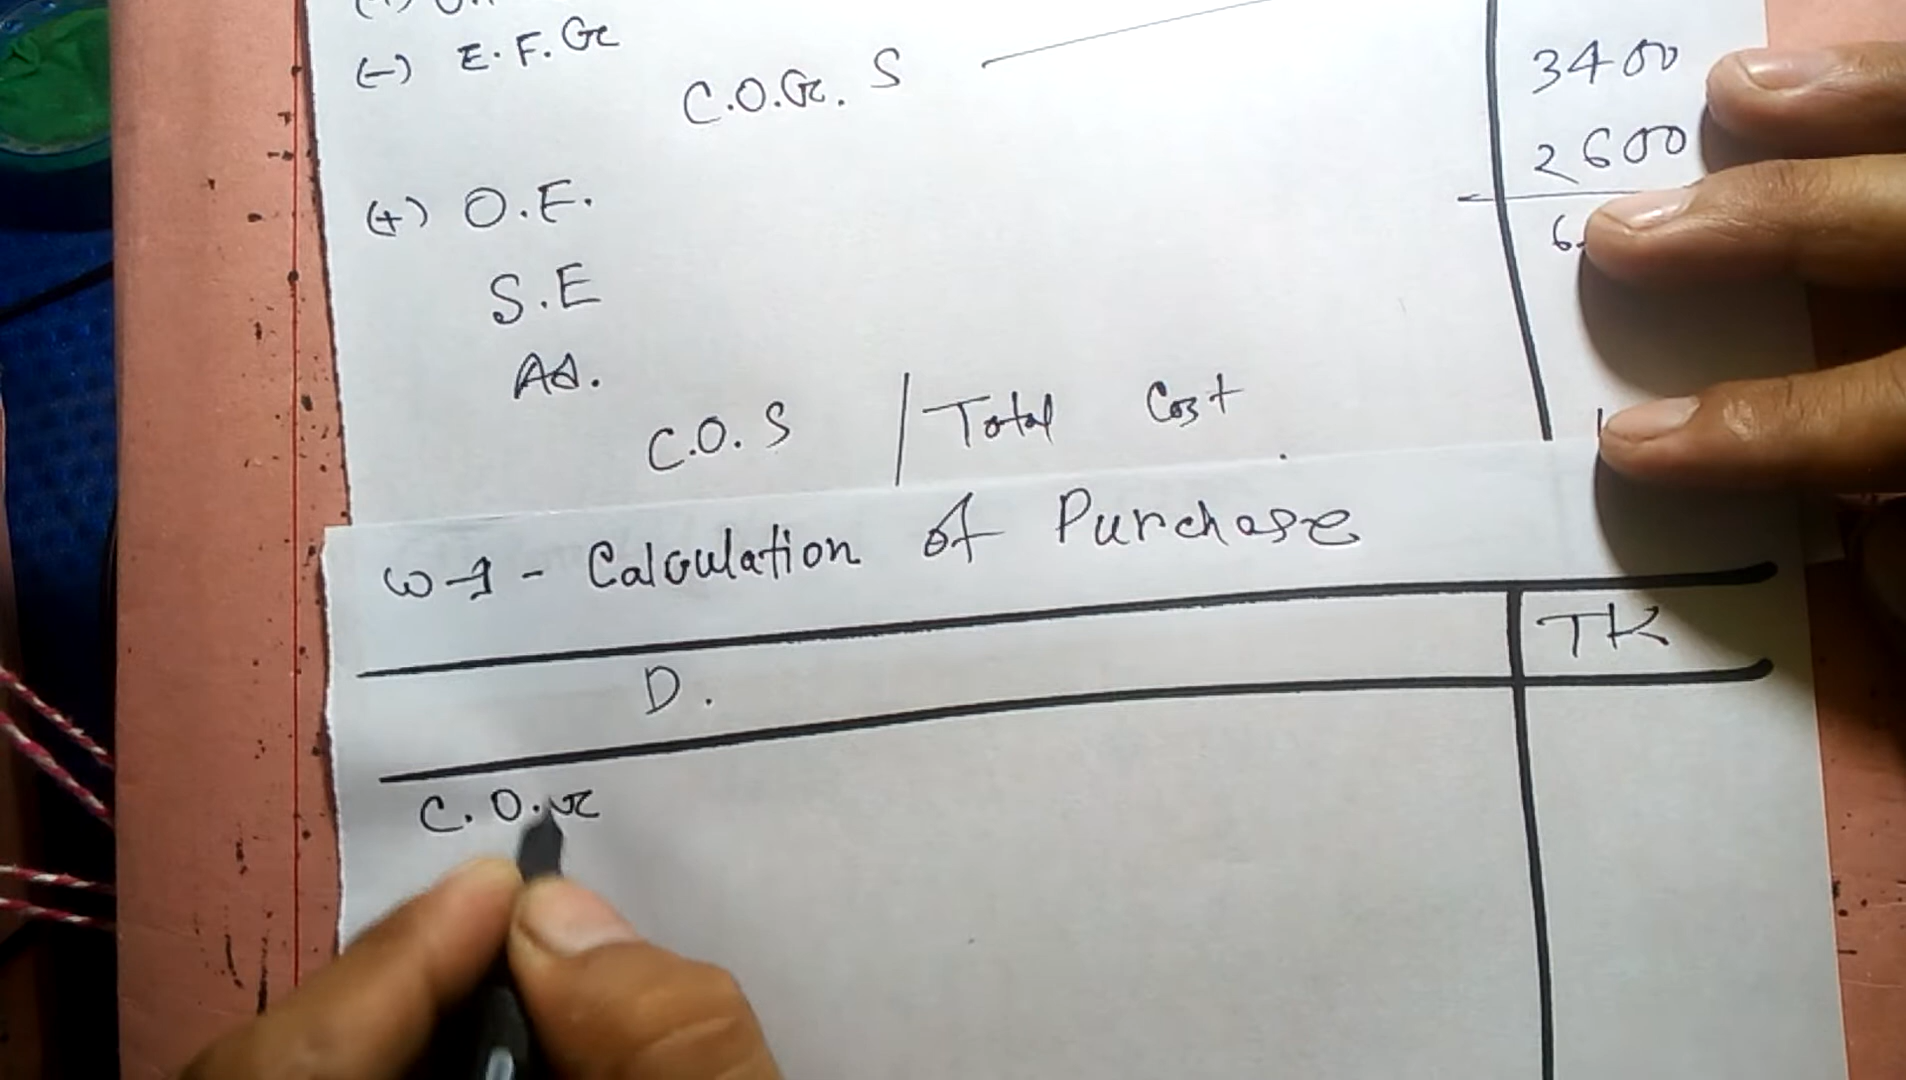 (-) E. F. G
C.O.G. S
3400
2600
(+) O.E.
S.E
Ad.
C.O. S / Total Cost
W-1 - Calculation of Purchase
D. TK
C. O. G